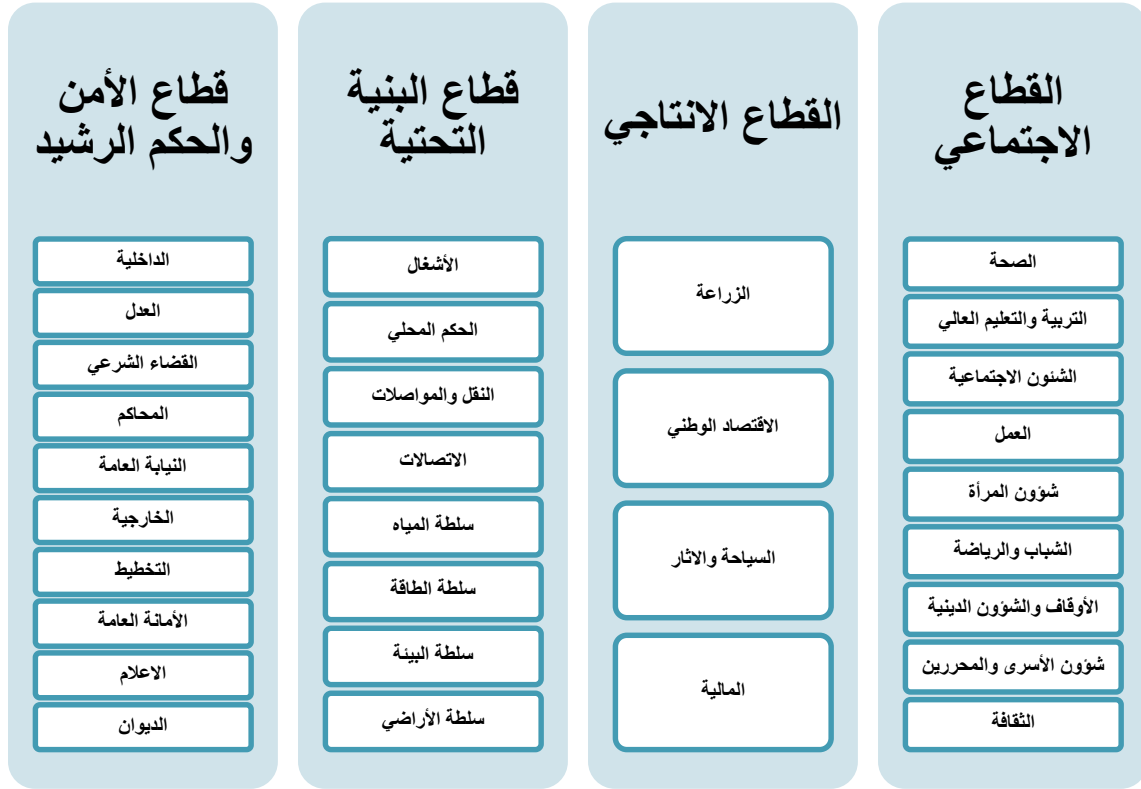 القطاع
الاجتماعي
الصحة
التربية والتعليم العالي
الشئون الاجتماعية
العمل
شؤون المرأة
الشباب والرياضة
الأوقاف والشؤون الدينية
شؤون الأسرى والمحررين
الثقافة
القطاع الانتاجي
الزراعة
الاقتصاد الوطني
السياحة والاثار
المالية
قطاع البنية
التحتية
الأشغال
الحكم المحلي
النقل والمواصلات
الاتصالات
سلطة المياه
سلطة الطاقة
سلطة البيئة
سلطة الأراضي
قطاع الأمن
والحكم الرشيد
الداخلية
العدل
القضاء الشرعي
المحاكم
النيابة العامة
الخارجية
التخطيط
الأمانة العامة
الاعلام
الديوان